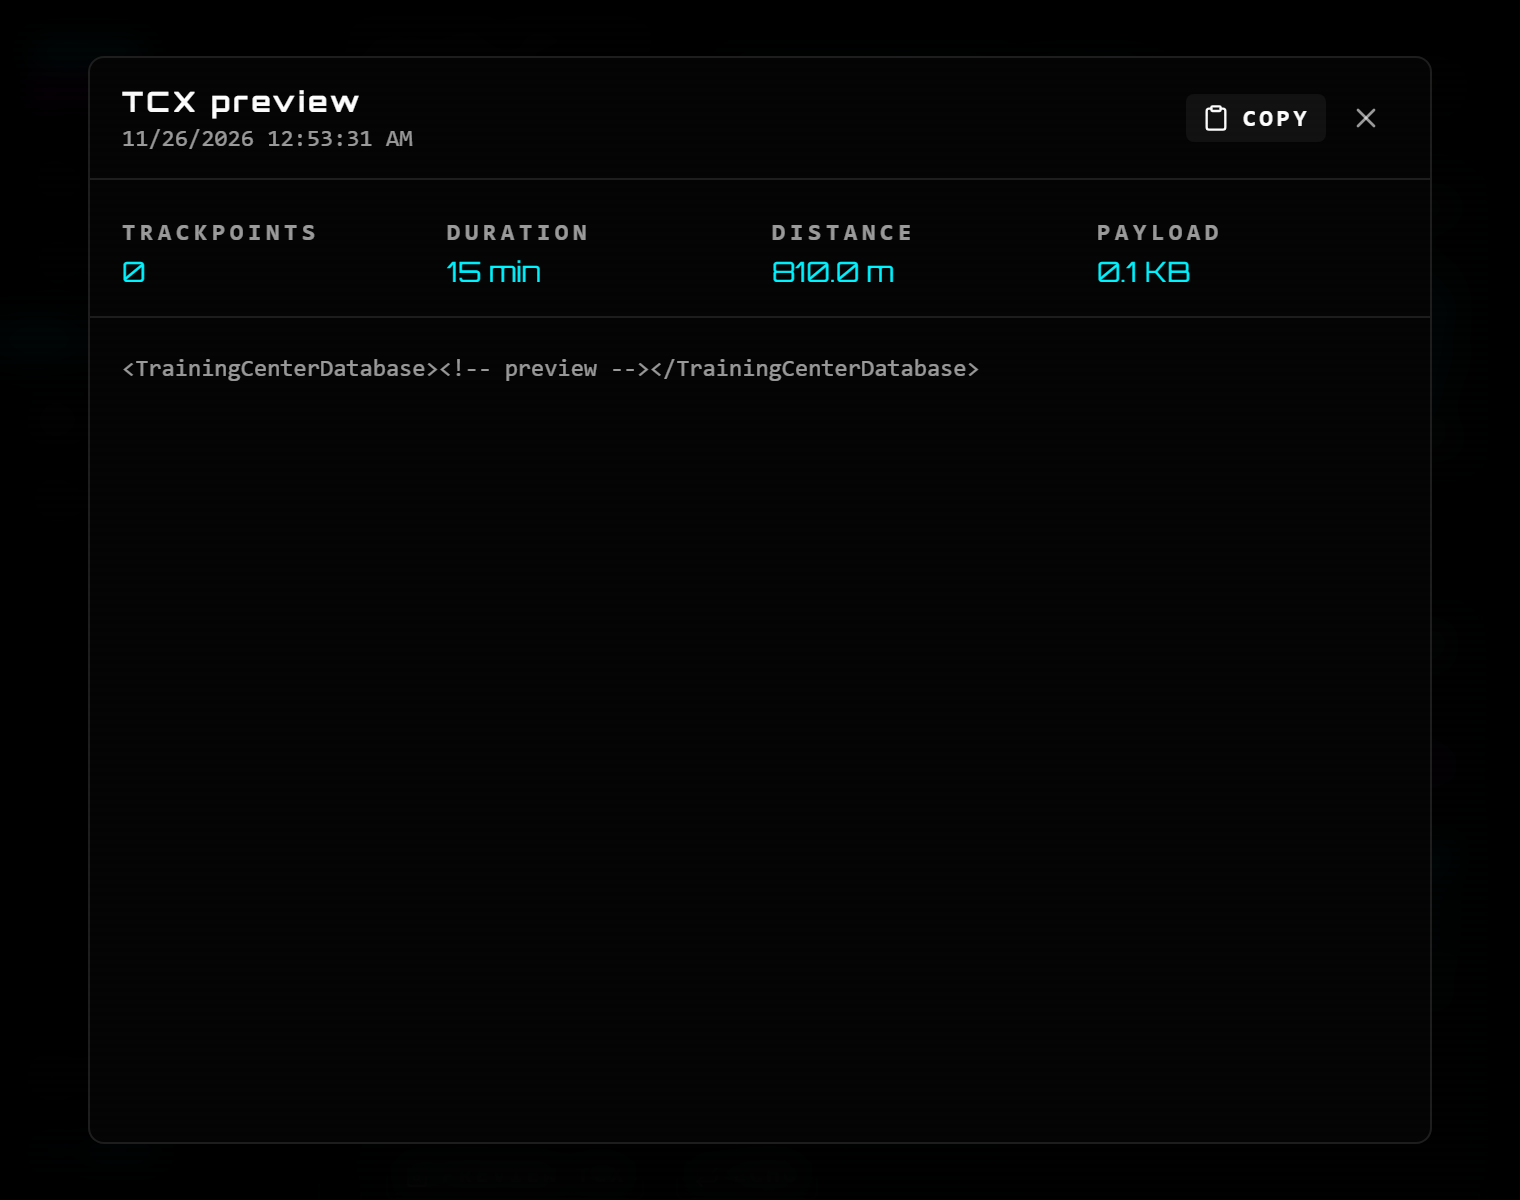 TCX preview
11/26/2026 12:53:31 AM
COPY
TRACKPOINTS DURATION DISTANCE PAYLOAD
0 15 min 810.0 m 0.1 KB
<TrainingCenterDatabase><!-- preview --></TrainingCenterDatabase>